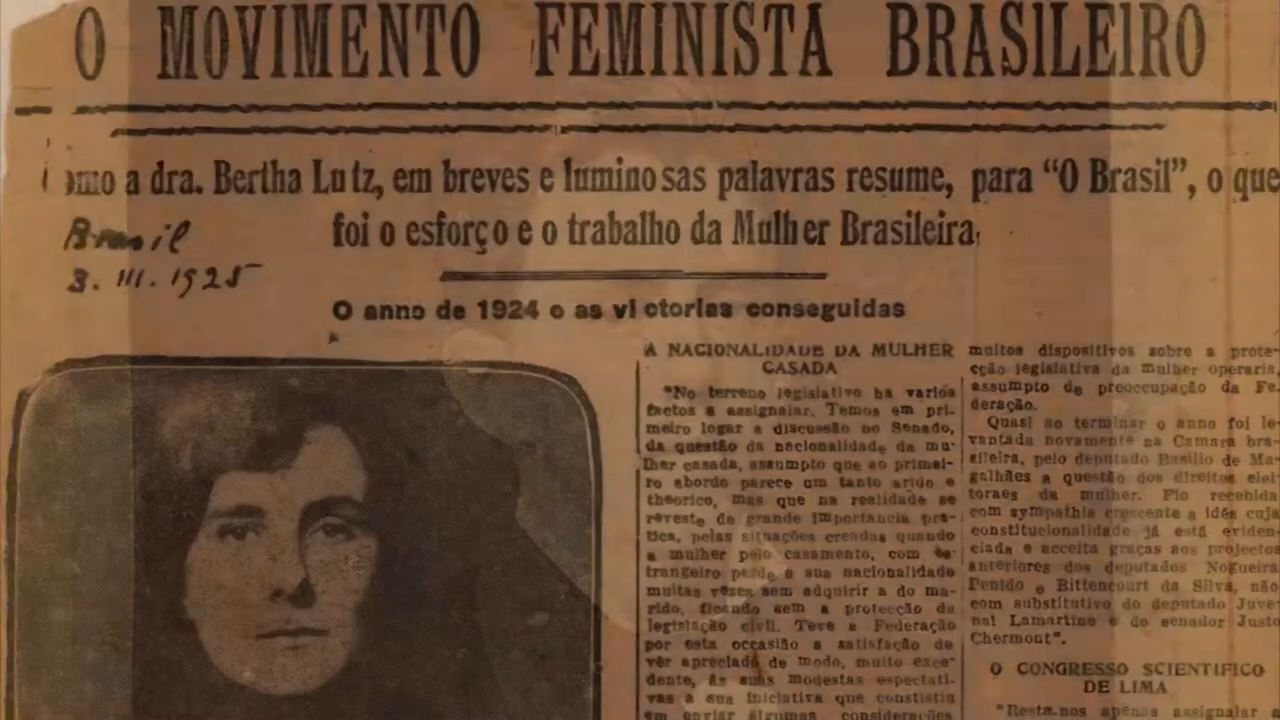 O MOVIMENTO FEMINISTA BRASILEIRO
omo a dra. Bertha Lutz, em breves e luminosas palavras resume, para "O Brasil", o que
foi o esforço e o trabalho da Mulher Brasileira
Brasil
3. III. 1925
O anno de 1924 e as victorias conseguidas
A NACIONALIDADE DA MULHER
CASADA
"No terreno legislativo ha varios
factos a assignalar. Temos em pri-
meiro logar a discussão no Senado,
da questão da nacionalidade da mu-
lher casada, assumpto que ao primei-
ro abordo parece um tanto arido e
theorico, mas que na realidade se
reveste de grande importancia pra-
tica, pelas situações creadas quando
a mulher pelo casamento, com es-
trangeiro perde a sua nacionalidade
muitas vezes sem adquirir a do ma-
rido, ficando sem a protecção da
legislação civil. Teve a Federação
por esta occasião a satisfação de
vêr apreciado de modo, muito exce-
dente, ás suas modestas espectati-
vas a sua iniciativa que constistiu
em enviar algumas considerações
muitos dispositivos sobre a prote-
cção legislativa da mulher operaria,
assumpto de preoccupação da Fe
deração.
Quasi ao terminar o anno foi le-
vantada novamente na Camara bra-
sileira, pelo deputado Basilio de Ma-
galhães a questão dos direitos elei
toraes da mulher. Fio recebida
com sympathia crescente a idéa cuja
constitucionalidade já está eviden-
ciada e acceita graças aos projectos
anteriores dos deputados Nogueira
Penido e Bittencourt da Silva, não
com substitutivo do deputado Juve
nal Lamartine e do senador Justo
Chermont".
O CONGRESSO SCIENTIFICO
DE LIMA
"Resta-nos apenas assignalar a